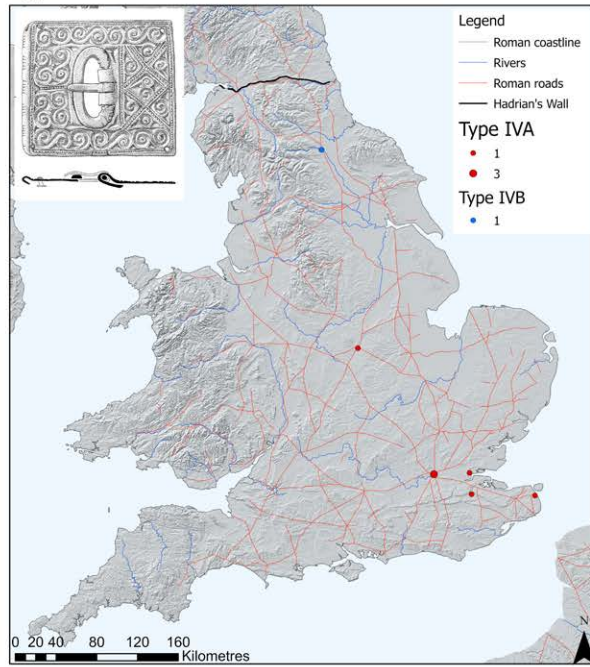 Legend
Roman coastline
Rivers
Roman roads
Hadrian's Wall
Type IVA
1
3
Type IVB
1
N
0 20 40 80 120 160
Kilometres